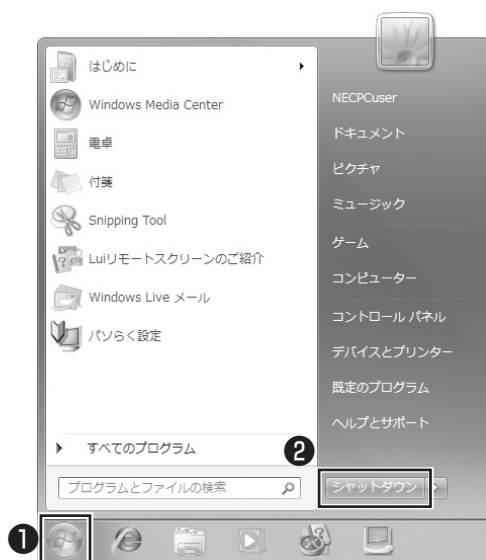 はじめに
Windows Media Center
電卓
付箋
Snipping Tool
Luiリモートスクリーンのご紹介
Windows Live メール
パソらく設定
すべてのプログラム
プログラムとファイルの検索
NECPCuser
ドキュメント
ピクチャ
ミュージック
ゲーム
コンピューター
コントロール パネル
デバイスとプリンター
既定のプログラム
ヘルプとサポート
❷
シャットダウン
❶